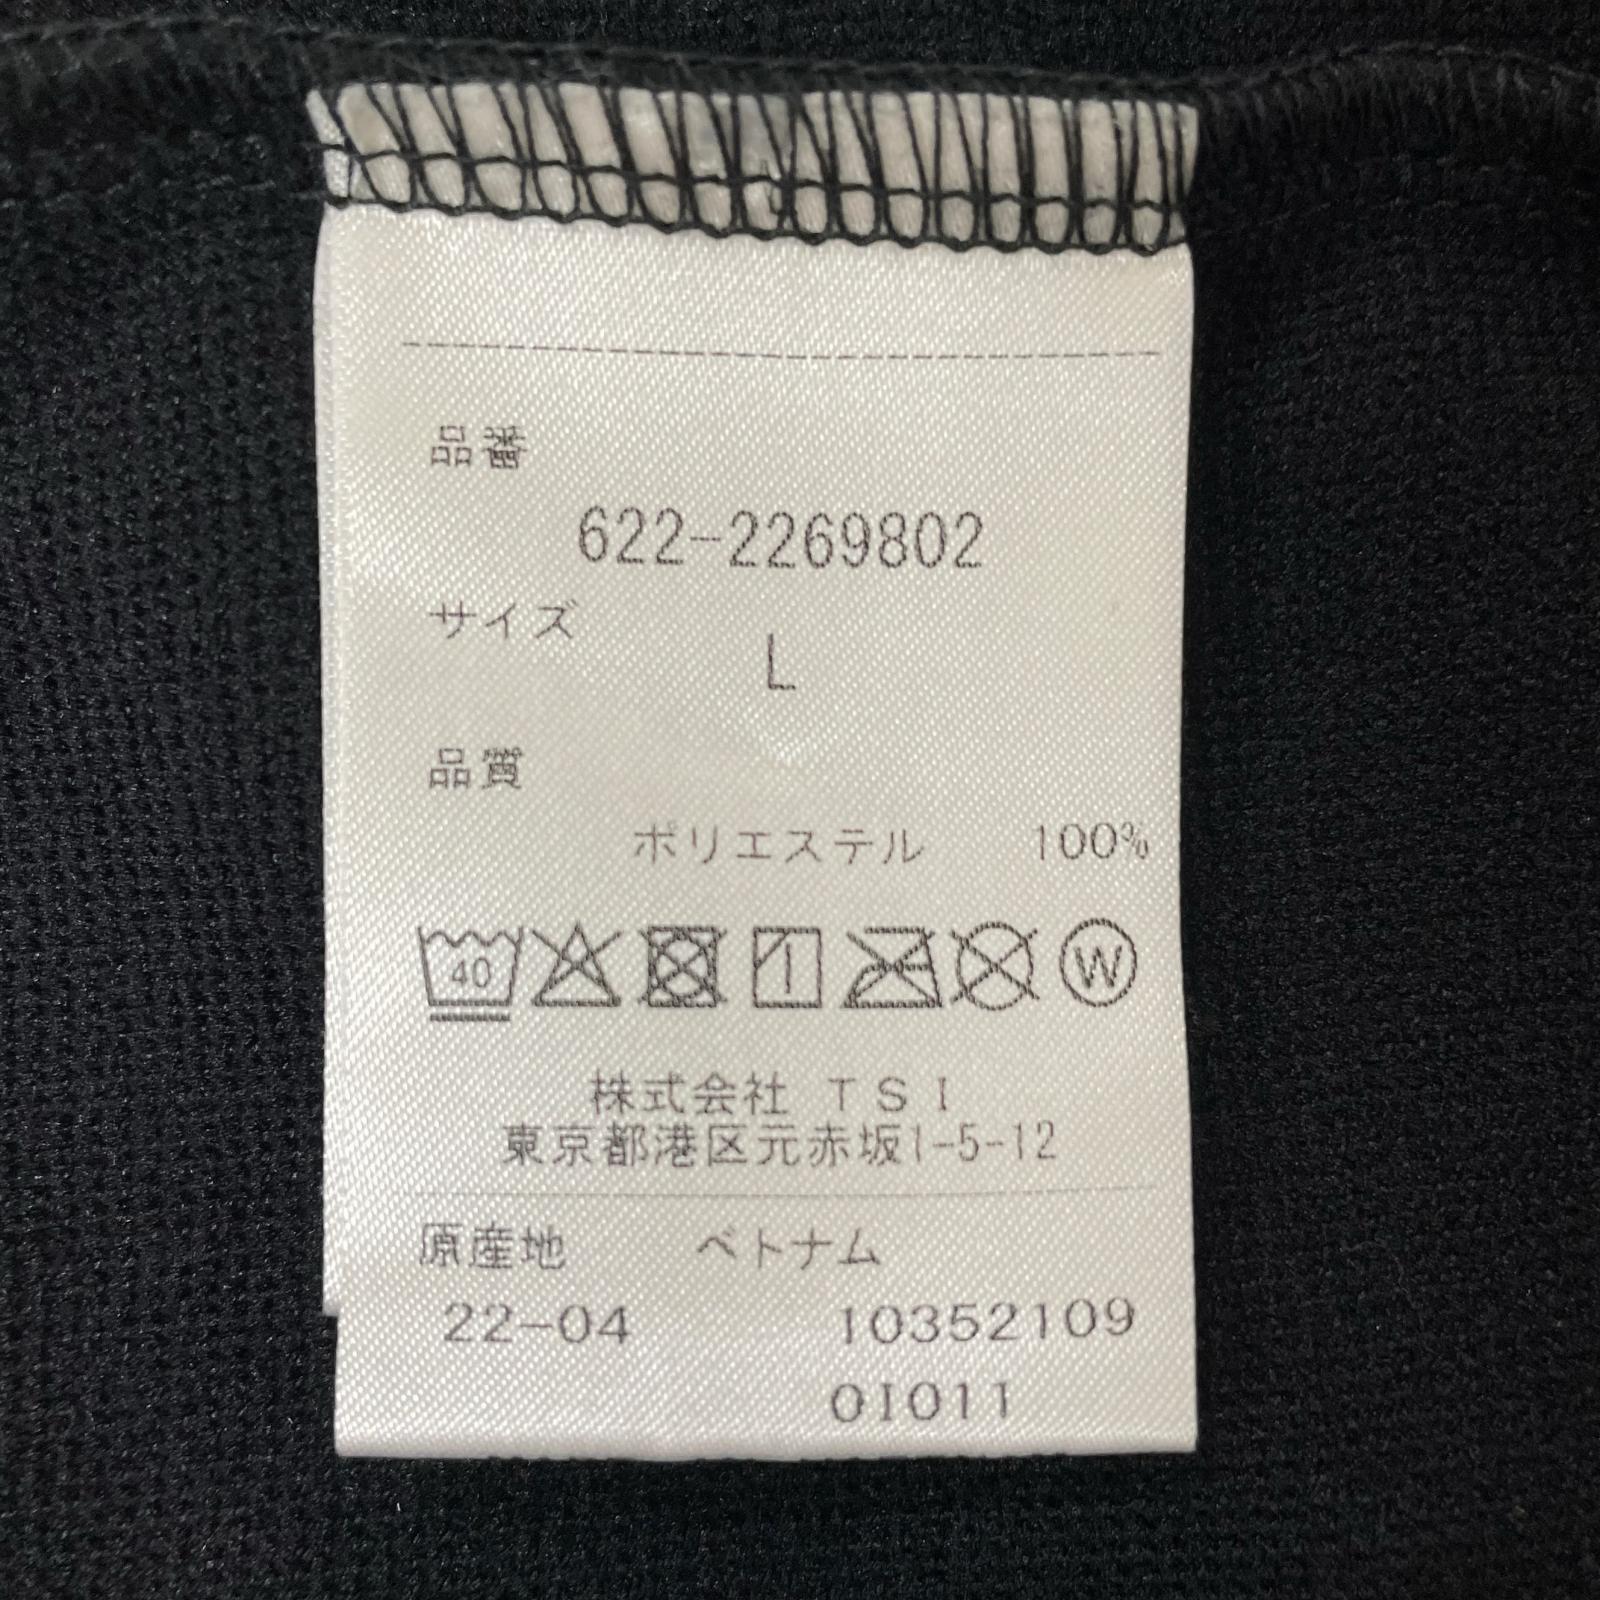 品番
622-2269802
サイズ
L
品質
ポリエステル 100%
40
W
株式会社 TSI
東京都港区元赤坂1-5-12
原産地 ベトナム
22-04 10352109
01011